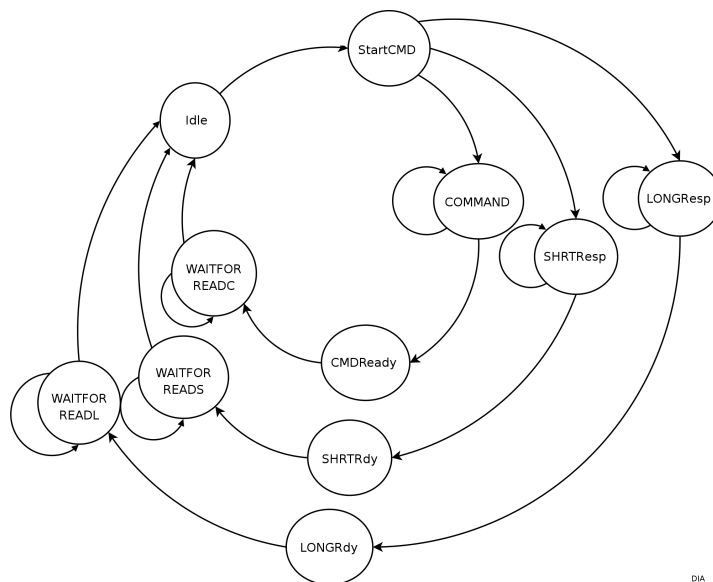 StartCMD
Idle
COMMAND
LONGResp
SHRTResp
WAITFOR
READC
CMDReady
WAITFOR
READS
WAITFOR
READL
SHRTRdy
LONGRdy
DIA